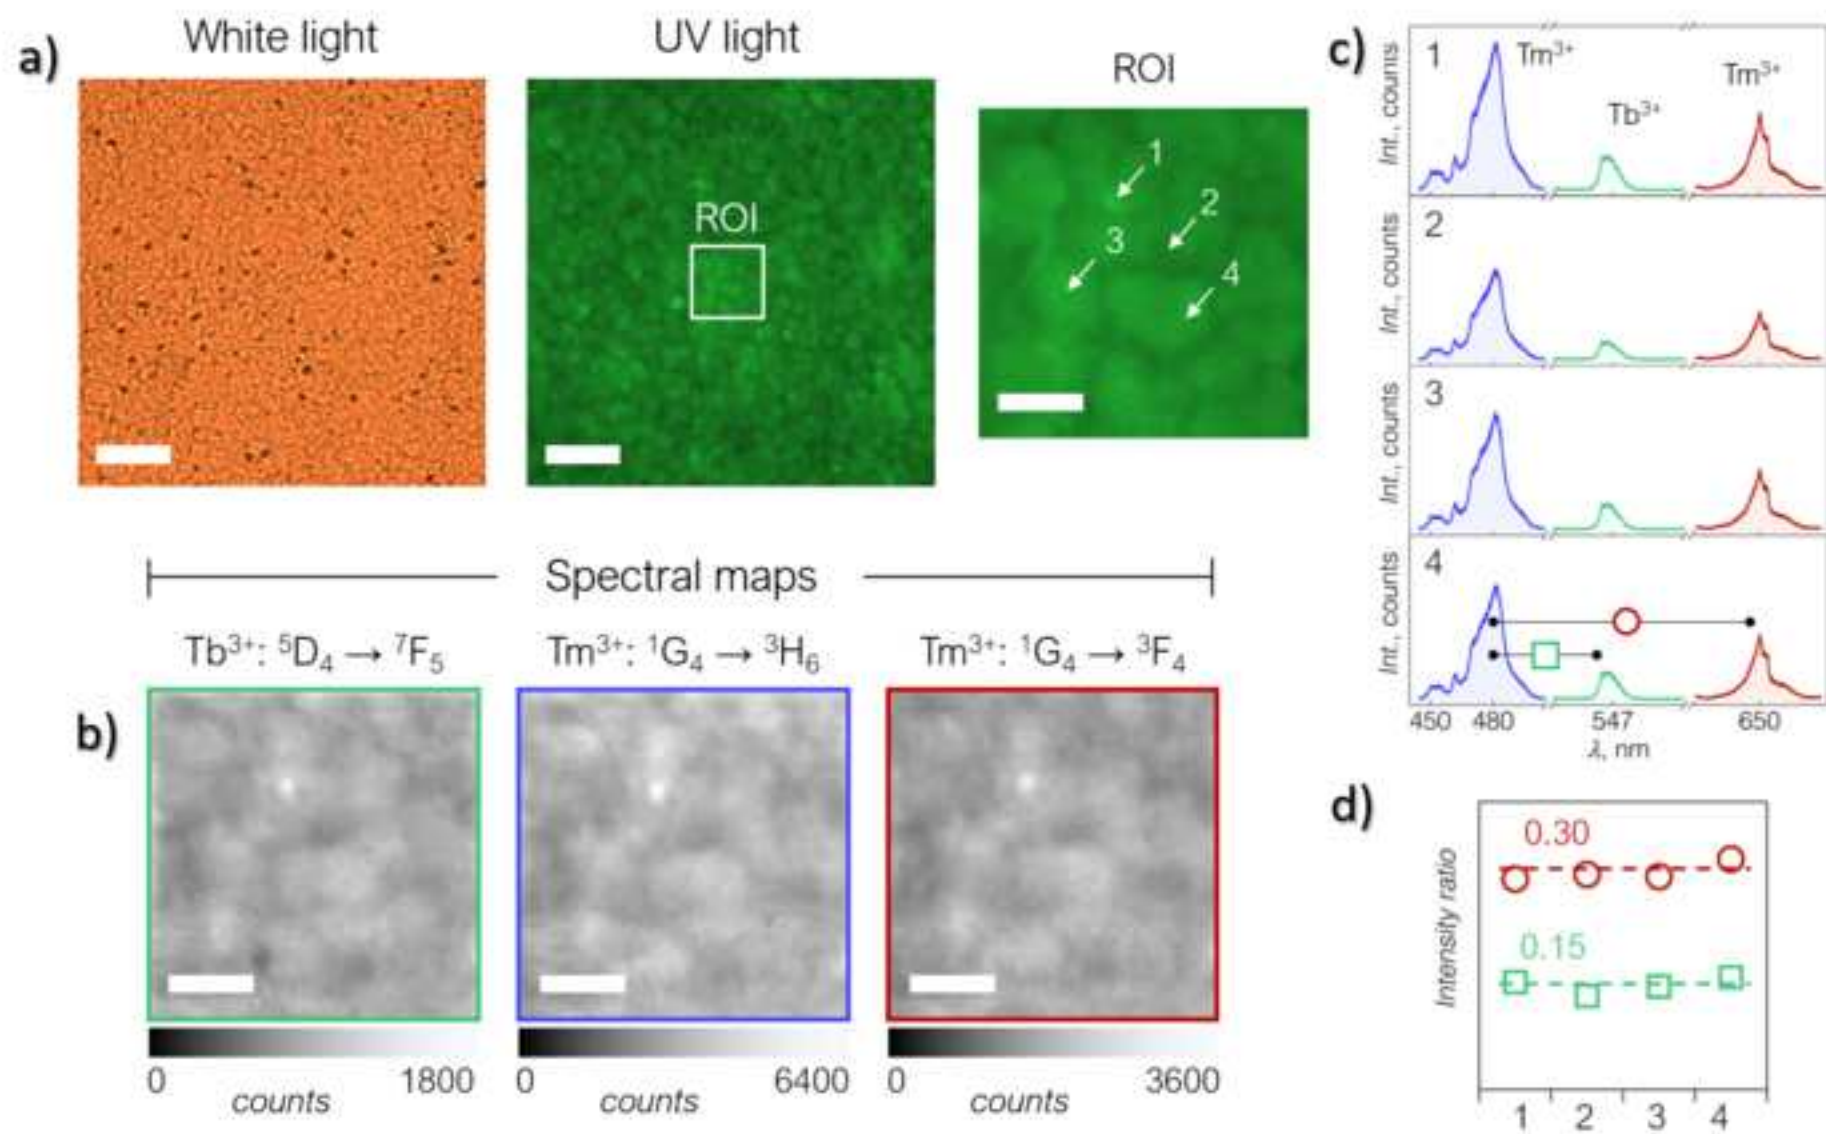 a)
White light
UV light
ROI
ROI
1
2
3
4
Spectral maps
Tb³⁺: ⁵D₄ → ⁷F₅
Tm³⁺: ¹G₄ → ³H₆
Tm³⁺: ¹G₄ → ³F₄
b)
0 1800
counts
0 6400
counts
0 3600
counts
c)
1
Tm³⁺
Tb³⁺
Tm³⁺
Int., counts
2
Int., counts
3
Int., counts
4
Int., counts
450 480 547 650
λ, nm
d)
0.30
0.15
Intensity ratio
1 2 3 4